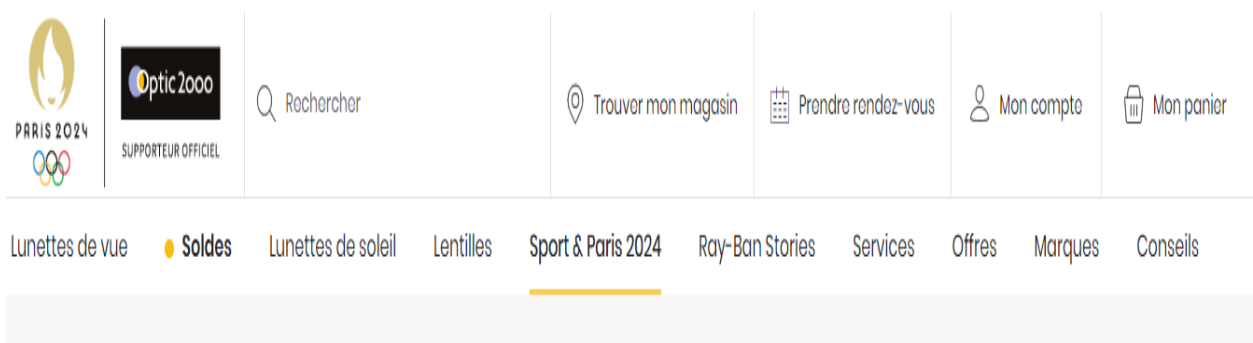 PARIS 2024
Optic 2000
SUPPORTEUR OFFICIEL
Rechercher
Trouver mon magasin
Prendre rendez-vous
Mon compte
Mon panier
Lunettes de vue Soldes Lunettes de soleil Lentilles Sport & Paris 2024 Ray-Ban Stories Services Offres Marques Conseils